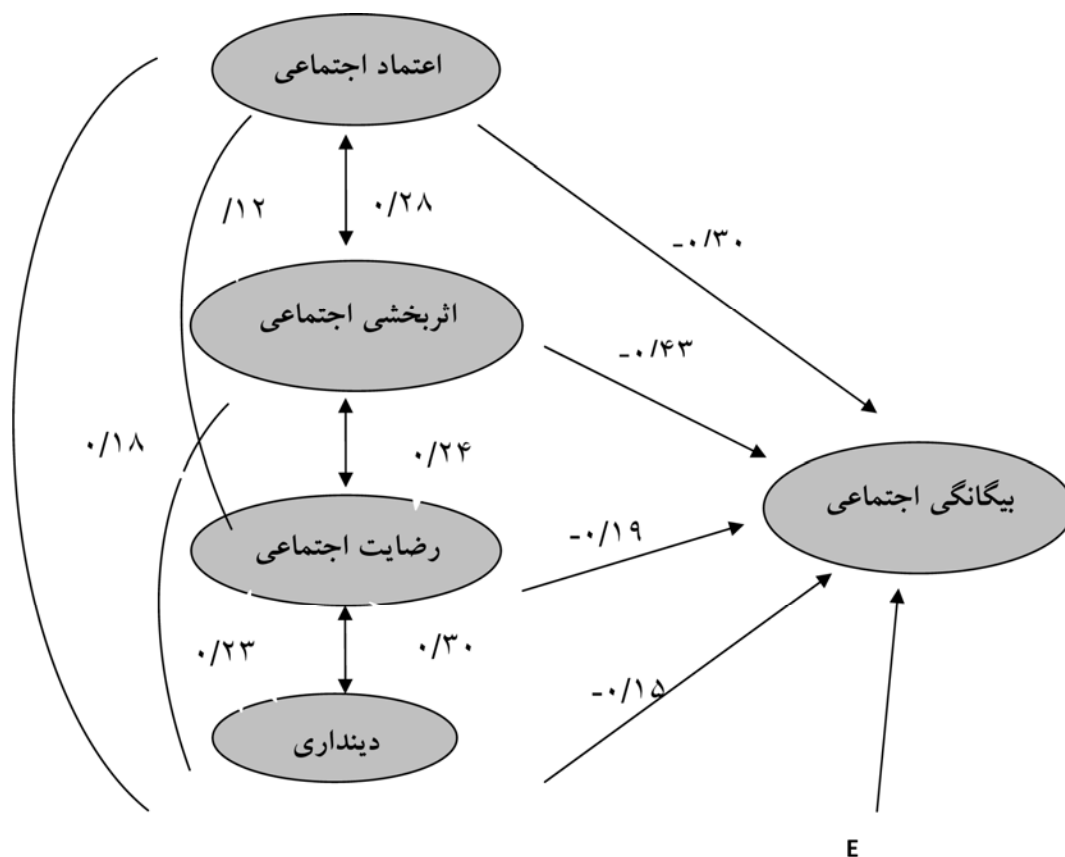 اعتماد اجتماعی
/۱۲
۰/۲۸
-۰/۳۰
اثربخشی اجتماعی
-۰/۴۳
۰/۱۸
۰/۲۴
بیگانگی اجتماعی
رضایت اجتماعی
-۰/۱۹
۰/۲۳
۰/۳۰
-۰/۱۵
دینداری
E